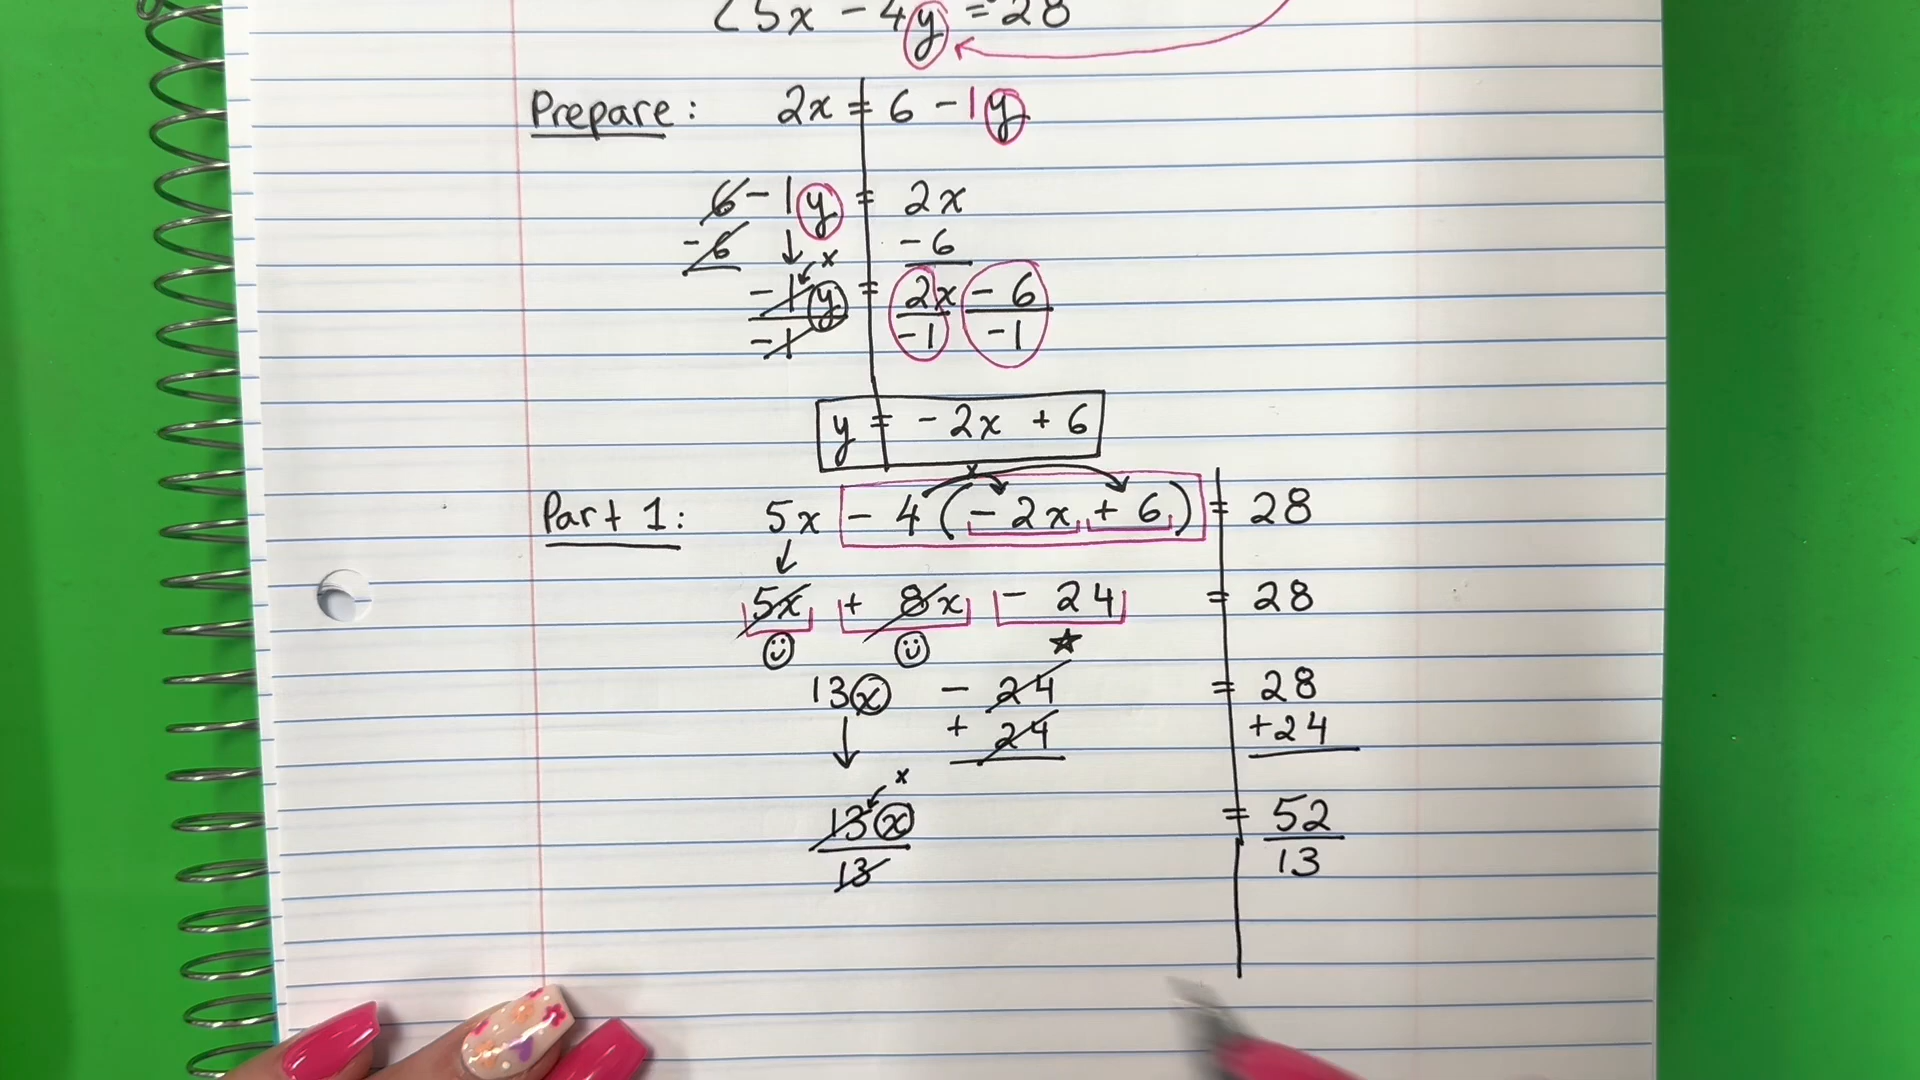 5x - 4y = 28
Prepare: 2x = 6 - 1y
6 - 1y = 2x
-6 -6
-1y = 2x - 6
-1 -1 -1
y = -2x + 6
Part 1: 5x - 4(-2x + 6) = 28
5x + 8x - 24 = 28
13x - 24 = 28
+ 24 +24
13x = 52
13 13